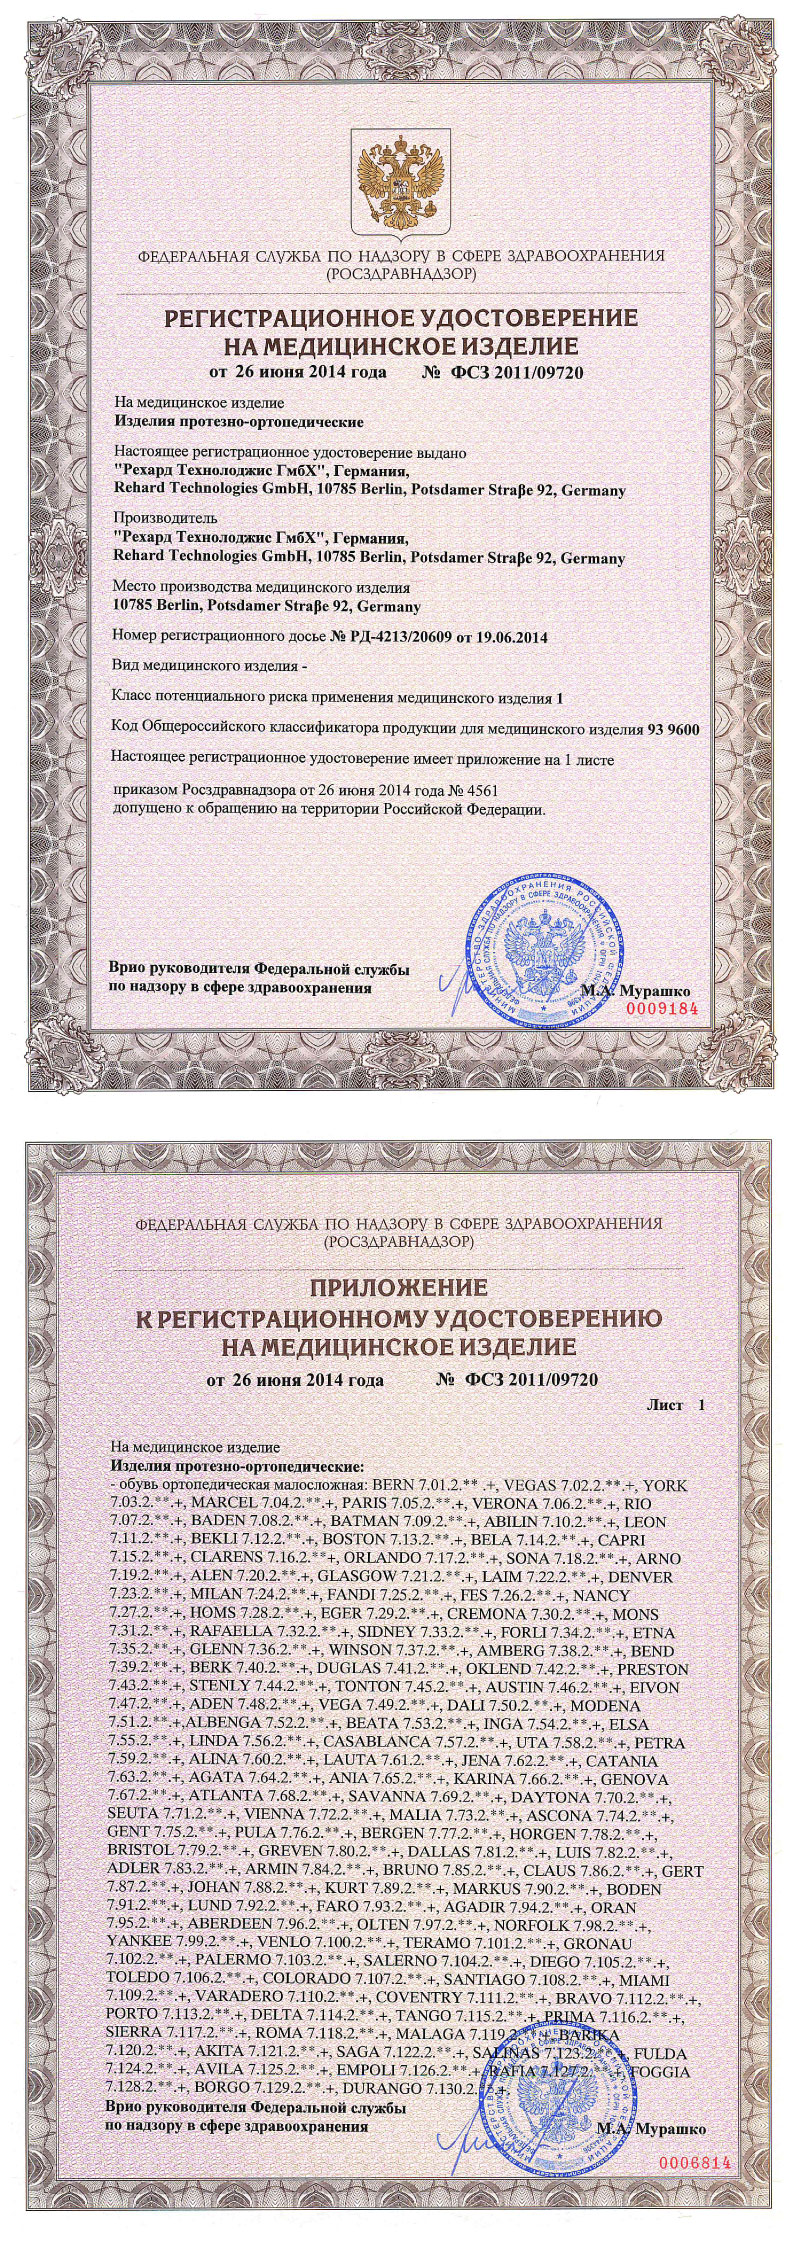 ФЕДЕРАЛЬНАЯ СЛУЖБА ПО НАДЗОРУ В СФЕРЕ ЗДРАВООХРАНЕНИЯ
(РОСЗДРАВНАДЗОР)
РЕГИСТРАЦИОННОЕ УДОСТОВЕРЕНИЕ
НА МЕДИЦИНСКОЕ ИЗДЕЛИЕ
от 26 июня 2014 года № ФСЗ 2011/09720
На медицинское изделие
Изделия протезно-ортопедические
Настоящее регистрационное удостоверение выдано
"Рехард Технолоджис ГмбХ", Германия,
Rehard Technologies GmbH, 10785 Berlin, Potsdamer Straβe 92, Germany
Производитель
"Рехард Технолоджис ГмбХ", Германия,
Rehard Technologies GmbH, 10785 Berlin, Potsdamer Straβe 92, Germany
Место производства медицинского изделия
10785 Berlin, Potsdamer Straβe 92, Germany
Номер регистрационного досье № РД-4213/20609 от 19.06.2014
Вид медицинского изделия -
Класс потенциального риска применения медицинского изделия 1
Код Общероссийского классификатора продукции для медицинского изделия 93 9600
Настоящее регистрационное удостоверение имеет приложение на 1 листе
приказом Росздравнадзора от 26 июня 2014 года № 4561
допущено к обращению на территории Российской Федерации.
Врио руководителя Федеральной службы
по надзору в сфере здравоохранения
М.А. Мурашко
0009184
ФЕДЕРАЛЬНАЯ СЛУЖБА ПО НАДЗОРУ В СФЕРЕ ЗДРАВООХРАНЕНИЯ
(РОСЗДРАВНАДЗОР)
ПРИЛОЖЕНИЕ
К РЕГИСТРАЦИОННОМУ УДОСТОВЕРЕНИЮ
НА МЕДИЦИНСКОЕ ИЗДЕЛИЕ
от 26 июня 2014 года № ФСЗ 2011/09720
Лист 1
На медицинское изделие
Изделия протезно-ортопедические:
- обувь ортопедическая малосложная: BERN 7.01.2.** .+, VEGAS 7.02.2.**.+, YORK
7.03.2.**.+, MARCEL 7.04.2.**.+, PARIS 7.05.2.**.+, VERONA 7.06.2.**.+, RIO
7.07.2.**.+, BADEN 7.08.2.**.+, BATMAN 7.09.2.**.+, ABILIN 7.10.2.**.+, LEON
7.11.2.**.+, BEKLI 7.12.2.**.+, BOSTON 7.13.2.**.+, BELA 7.14.2.**.+, CAPRI
7.15.2.**.+, CLARENS 7.16.2.**+, ORLANDO 7.17.2.**.+, SONA 7.18.2.**.+, ARNO
7.19.2.**.+, ALEN 7.20.2.**.+, GLASGOW 7.21.2.**.+, LAIM 7.22.2.**.+, DENVER
7.23.2.**.+, MILAN 7.24.2.**.+, FANDI 7.25.2.**.+, FES 7.26.2.**.+, NANCY
7.27.2.**.+, HOMS 7.28.2.**.+, EGER 7.29.2.**.+, CREMONA 7.30.2.**.+, MONS
7.31.2.**.+, RAFAELLA 7.32.2.**.+, SIDNEY 7.33.2.**.+, FORLI 7.34.2.**.+, ETNA
7.35.2.**.+, GLENN 7.36.2.**.+, WINSON 7.37.2.**.+, AMBERG 7.38.2.**.+, BEND
7.39.2.**.+, BERK 7.40.2.**.+, DUGLAS 7.41.2.**.+, OKLEND 7.42.2.**.+, PRESTON
7.43.2.**.+, STENLY 7.44.2.**.+, TONTON 7.45.2.**.+, AUSTIN 7.46.2.**.+, EIVON
7.47.2.**.+, ADEN 7.48.2.**.+, VEGA 7.49.2.**.+, DALI 7.50.2.**.+, MODENA
7.51.2.**.+,ALBENGA 7.52.2.**.+, BEATA 7.53.2.**.+, INGA 7.54.2.**.+, ELSA
7.55.2.**.+, LINDA 7.56.2.**.+, CASABLANCA 7.57.2.**.+, UTA 7.58.2.**.+, PETRA
7.59.2.**.+, ALINA 7.60.2.**.+, LAUTA 7.61.2.**.+, JENA 7.62.2.**.+, CATANIA
7.63.2.**.+, AGATA 7.64.2.**.+, ANIA 7.65.2.**.+, KARINA 7.66.2.**.+, GENOVA
7.67.2.**.+, ATLANTA 7.68.2.**.+, SAVANNA 7.69.2.**.+, DAYTONA 7.70.2.**.+,
SEUTA 7.71.2.**.+, VIENNA 7.72.2.**.+, MALIA 7.73.2.**.+, ASCONA 7.74.2.**.+,
GENT 7.75.2.**.+, PULA 7.76.2.**.+, BERGEN 7.77.2.**.+, HORGEN 7.78.2.**.+,
BRISTOL 7.79.2.**.+, GREVEN 7.80.2.**.+, DALLAS 7.81.2.**.+, LUIS 7.82.2.**.+,
ADLER 7.83.2.**.+, ARMIN 7.84.2.**.+, BRUNO 7.85.2.**.+, CLAUS 7.86.2.**.+, GERT
7.87.2.**.+, JOHAN 7.88.2.**.+, KURT 7.89.2.**.+, MARKUS 7.90.2.**.+, BODEN
7.91.2.**.+, LUND 7.92.2.**.+, FARO 7.93.2.**.+, AGADIR 7.94.2.**.+, ORAN
7.95.2.**.+, ABERDEEN 7.96.2.**.+, OLTEN 7.97.2.**.+, NORFOLK 7.98.2.**.+,
YANKEE 7.99.2.**.+, VENLO 7.100.2.**.+, TERAMO 7.101.2.**.+, GRONAU
7.102.2.**.+, PALERMO 7.103.2.**.+, SALERNO 7.104.2.**.+, DIEGO 7.105.2.**.+,
TOLEDO 7.106.2.**.+, COLORADO 7.107.2.**.+, SANTIAGO 7.108.2.**.+, MIAMI
7.109.2.**.+, VARADERO 7.110.2.**.+, COVENTRY 7.111.2.**.+, BRAVO 7.112.2.**.+,
PORTO 7.113.2.**.+, DELTA 7.114.2.**.+, TANGO 7.115.2.**.+, PRIMA 7.116.2.**.+,
SIERRA 7.117.2.**.+, ROMA 7.118.2.**.+, MALAGA 7.119.2.**.+, BARIKA
7.120.2.**.+, AKITA 7.121.2.**.+, SAGA 7.122.2.**.+, SALINAS 7.123.2.**.+, FULDA
7.124.2.**.+, AVILA 7.125.2.**.+, EMPOLI 7.126.2.**.+, RAFIA 7.127.2.**.+, FOGGIA
7.128.2.**.+, BORGO 7.129.2.**.+, DURANGO 7.130.2.**.+
Врио руководителя Федеральной службы
по надзору в сфере здравоохранения
М.А. Мурашко
0006814